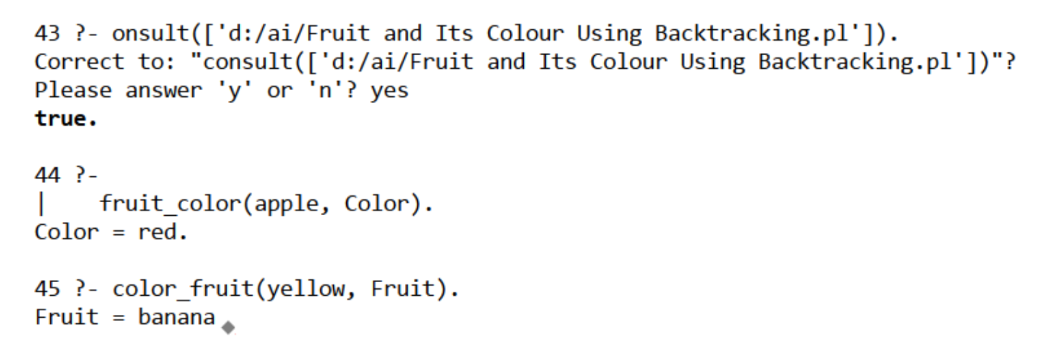 43 ?- onsult(['d:/ai/Fruit and Its Colour Using Backtracking.pl']).
Correct to: "consult(['d:/ai/Fruit and Its Colour Using Backtracking.pl'])"?
Please answer 'y' or 'n'? yes
true.
44 ?-
|    fruit_color(apple, Color).
Color = red.
45 ?- color_fruit(yellow, Fruit).
Fruit = banana